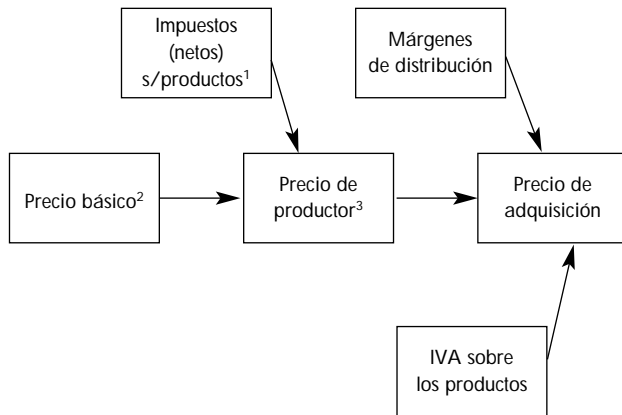 Impuestos
(netos)
s/productos¹
Márgenes
de distribución
Precio básico²
Precio de
productor³
Precio de
adquisición
IVA sobre
los productos